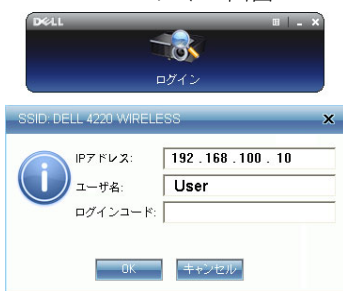 DELL
ログイン
SSID: DELL 4220 WIRELESS
IPアドレス: 192 . 168 . 100 . 10
ユーザ名: User
ログインコード:
OK キャンセル